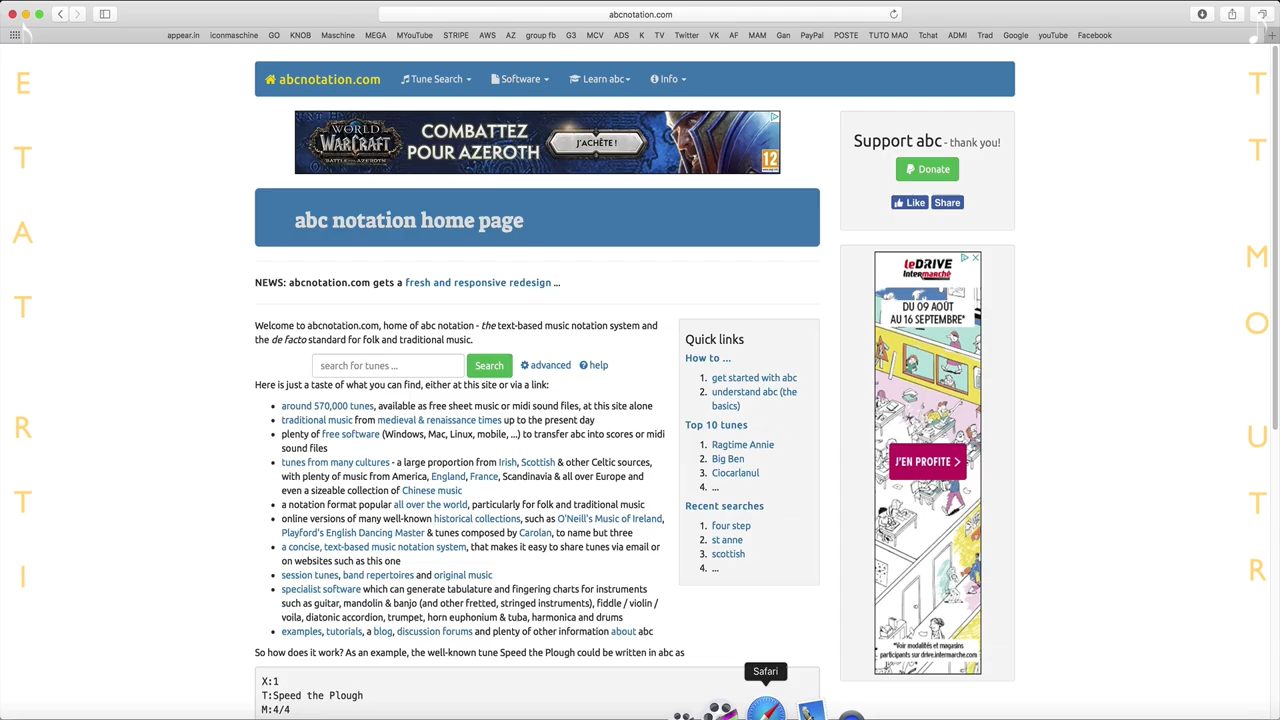 abcnotation.com
appear.in iconmaschine GO KNOB Maschine MEGA MYouTube STRIPE AWS AZ group fb G3 MCV ADS K TV Twitter VK AF MAM Gan PayPal POSTE TUTO MAO Tchat ADMI Trad Google youTube Facebook
abcnotation.com Tune Search Software Learn abc Info
WORLD WARCRAFT
BATTLE FOR AZEROTH
COMBATTEZ
POUR AZEROTH
J'ACHÈTE !
12
Support abc - thank you!
Donate
Like Share
abc notation home page
NEWS: abcnotation.com gets a fresh and responsive redesign ...
Welcome to abcnotation.com, home of abc notation - the text-based music notation system and
the de facto standard for folk and traditional music.
search for tunes ... Search advanced help
Here is just a taste of what you can find, either at this site or via a link:
• around 570,000 tunes, available as free sheet music or midi sound files, at this site alone
• traditional music from medieval & renaissance times up to the present day
• plenty of free software (Windows, Mac, Linux, mobile, ...) to transfer abc into scores or midi
sound files
• tunes from many cultures - a large proportion from Irish, Scottish & other Celtic sources,
with plenty of music from America, England, France, Scandinavia & all over Europe and
even a sizeable collection of Chinese music
• a notation format popular all over the world, particularly for folk and traditional music
• online versions of many well-known historical collections, such as O'Neill's Music of Ireland,
Playford's English Dancing Master & tunes composed by Carolan, to name but three
• a concise, text-based music notation system, that makes it easy to share tunes via email or
on websites such as this one
• session tunes, band repertoires and original music
• specialist software which can generate tabulature and fingering charts for instruments
such as guitar, mandolin & banjo (and other fretted, stringed instruments), fiddle / violin /
voila, diatonic accordion, trumpet, horn euphonium & tuba, harmonica and drums
• examples, tutorials, a blog, discussion forums and plenty of other information about abc
So how does it work? As an example, the well-known tune Speed the Plough could be written in abc as
X:1
T:Speed the Plough
M:4/4
Quick links
How to ...
1. get started with abc
2. understand abc (the
basics)
Top 10 tunes
1. Ragtime Annie
2. Big Ben
3. Ciocarlanul
4. ...
Recent searches
1. four step
2. st anne
3. scottish
4. ...
leDRIVE
Intermarché
DU 09 AOÛT
AU 16 SEPTEMBRE*
J'EN PROFITE >
*Voir modalités et magasins
participants sur drive.intermarche.com
Safari
E
T
A
T
R
T
I
T
T
M
O
U
T
R